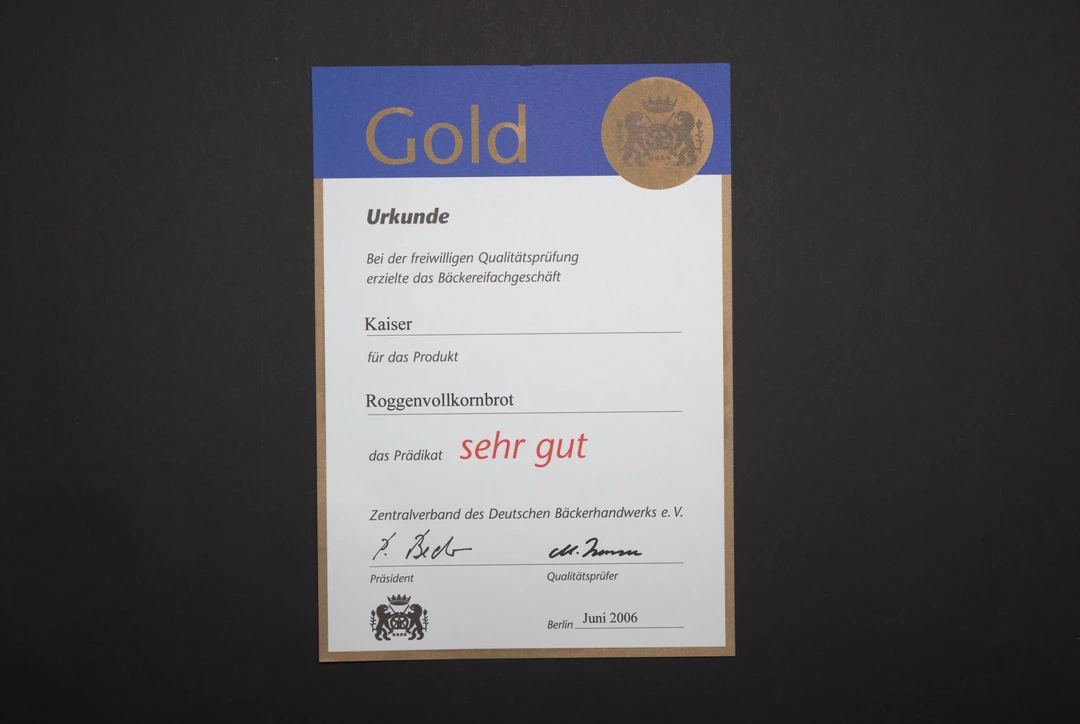 Gold
Urkunde
Bei der freiwilligen Qualitätsprüfung
erzielte das Bäckereifachgeschäft
Kaiser
für das Produkt
Roggenvollkornbrot
das Prädikat sehr gut
Zentralverband des Deutschen Bäckerhandwerks e. V.
P. Becker
Präsident Qualitätsprüfer
Berlin Juni 2006